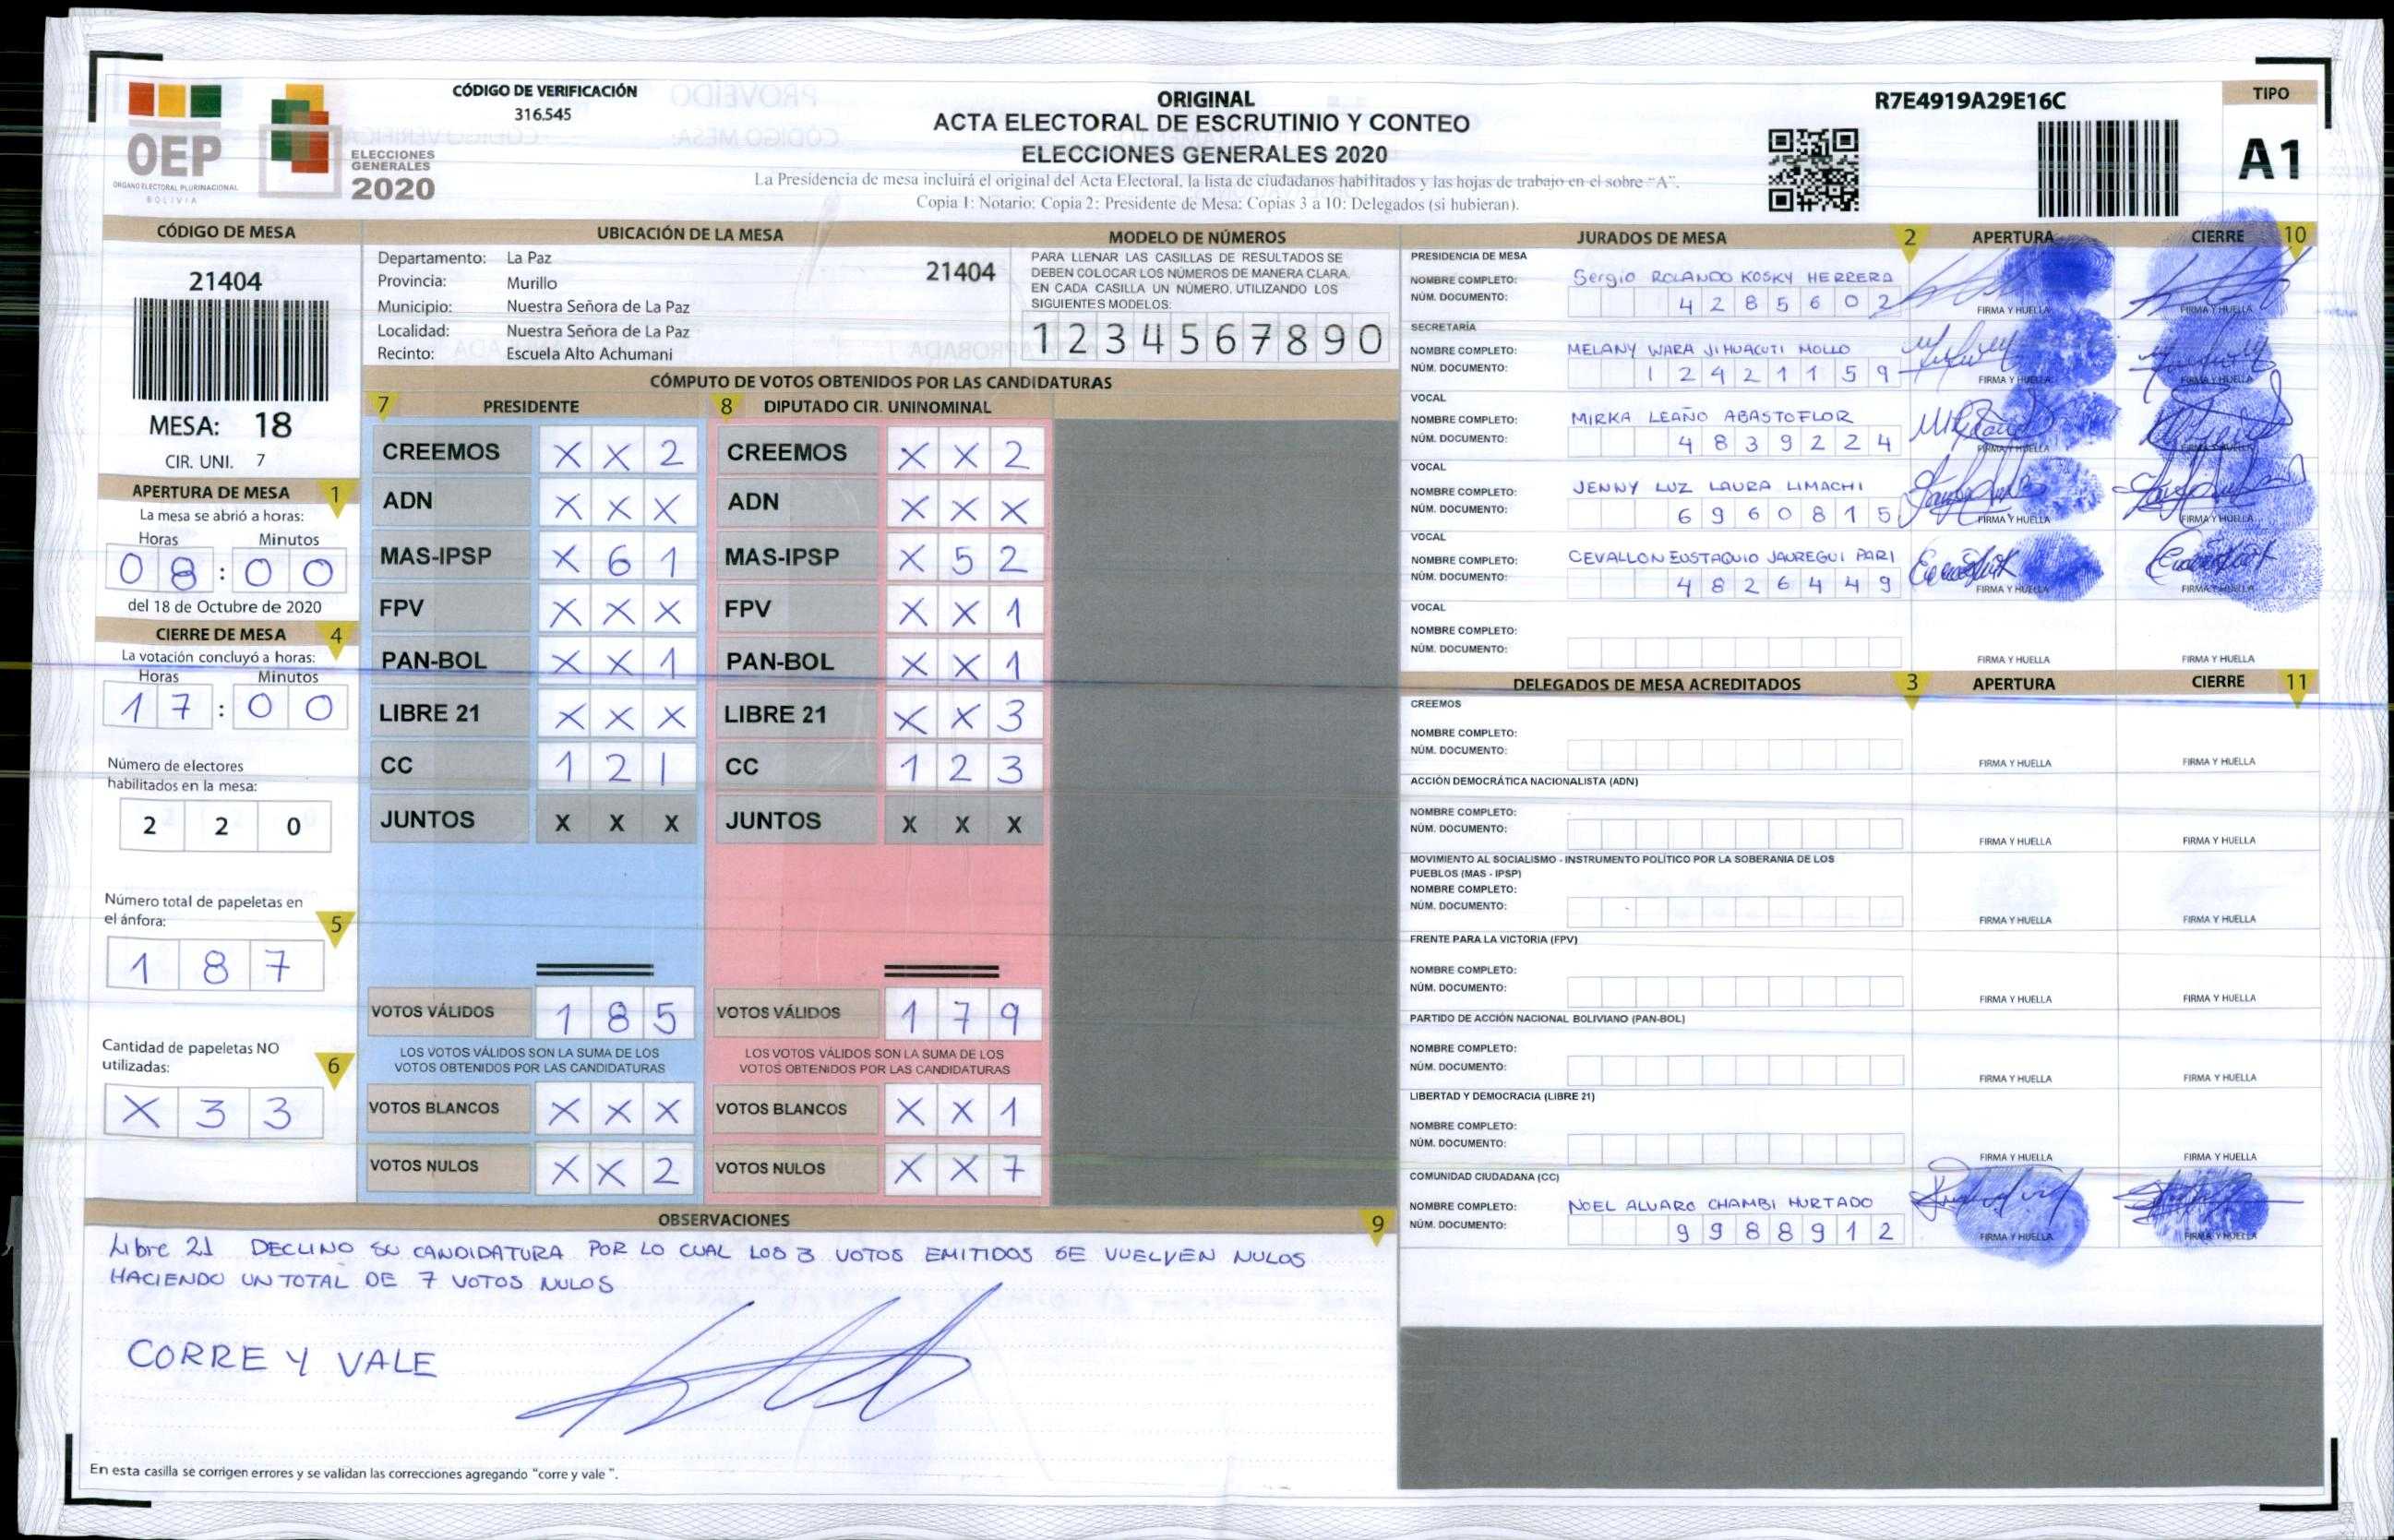 OEP
ÓRGANO ELECTORAL PLURINACIONAL
BOLIVIA
ELECCIONES
GENERALES
2020
CÓDIGO DE VERIFICACIÓN
316.545
ORIGINAL
ACTA ELECTORAL DE ESCRUTINIO Y CONTEO
ELECCIONES GENERALES 2020
La Presidencia de mesa incluirá el original del Acta Electoral, la lista de ciudadanos habilitados y las hojas de trabajo en el sobre "A".
Copia 1: Notario: Copia 2: Presidente de Mesa: Copias 3 a 10: Delegados (si hubieran).
R7E4919A29E16C
TIPO
A1
CÓDIGO DE MESA
21404
MESA: 18
CIR. UNI. 7
APERTURA DE MESA 1
La mesa se abrió a horas:
Horas Minutos
08:00
del 18 de Octubre de 2020
CIERRE DE MESA 4
La votación concluyó a horas:
Horas Minutos
17:00
Número de electores
habilitados en la mesa:
2 2 0
Número total de papeletas en
el ánfora: 5
1 8 7
Cantidad de papeletas NO
utilizadas: 6
X 3 3
UBICACIÓN DE LA MESA
Departamento: La Paz
Provincia: Murillo
Municipio: Nuestra Señora de La Paz
Localidad: Nuestra Señora de La Paz
Recinto: Escuela Alto Achumani
21404
MODELO DE NÚMEROS
PARA LLENAR LAS CASILLAS DE RESULTADOS SE
DEBEN COLOCAR LOS NÚMEROS DE MANERA CLARA,
EN CADA CASILLA UN NÚMERO, UTILIZANDO LOS
SIGUIENTES MODELOS:
1 2 3 4 5 6 7 8 9 0
CÓMPUTO DE VOTOS OBTENIDOS POR LAS CANDIDATURAS
7 PRESIDENTE
CREEMOS X X 2
ADN X X X
MAS-IPSP X 6 1
FPV X X X
PAN-BOL X X 1
LIBRE 21 X X X
CC 1 2 1
JUNTOS X X X
VOTOS VÁLIDOS 1 8 5
LOS VOTOS VÁLIDOS SON LA SUMA DE LOS
VOTOS OBTENIDOS POR LAS CANDIDATURAS
VOTOS BLANCOS X X X
VOTOS NULOS X X 2
8 DIPUTADO CIR. UNINOMINAL
CREEMOS X X 2
ADN X X X
MAS-IPSP X 5 2
FPV X X 1
PAN-BOL X X 1
LIBRE 21 X X 3
CC 1 2 3
JUNTOS X X X
VOTOS VÁLIDOS 1 7 9
LOS VOTOS VÁLIDOS SON LA SUMA DE LOS
VOTOS OBTENIDOS POR LAS CANDIDATURAS
VOTOS BLANCOS X X 1
VOTOS NULOS X X 7
OBSERVACIONES 9
Libre 21 DECLINO SU CANDIDATURA POR LO CUAL LOS 3 VOTOS EMITIDOS SE VUELVEN NULOS
HACIENDO UN TOTAL DE 7 VOTOS NULOS
CORRE Y VALE
En esta casilla se corrigen errores y se validan las correcciones agregando "corre y vale ".
JURADOS DE MESA 2 APERTURA CIERRE 10
PRESIDENCIA DE MESA
NOMBRE COMPLETO: Sergio ROLANDO KOSKY HERRERA
NÚM. DOCUMENTO: 4285602
FIRMA Y HUELLA FIRMA Y HUELLA
SECRETARÍA
NOMBRE COMPLETO: MELANY WARA JIHUACUTI MOLLO
NÚM. DOCUMENTO: 12421159
FIRMA Y HUELLA FIRMA Y HUELLA
VOCAL
NOMBRE COMPLETO: MIRKA LEAÑO ABASTOFLOR
NÚM. DOCUMENTO: 4839224
FIRMA Y HUELLA FIRMA Y HUELLA
VOCAL
NOMBRE COMPLETO: JENNY LUZ LAURA LIMACHI
NÚM. DOCUMENTO: 6960815
FIRMA Y HUELLA FIRMA Y HUELLA
VOCAL
NOMBRE COMPLETO: CEVALLON EUSTAQUIO JAUREGUI PARI
NÚM. DOCUMENTO: 4826449
FIRMA Y HUELLA FIRMA Y HUELLA
VOCAL
NOMBRE COMPLETO:
NÚM. DOCUMENTO:
FIRMA Y HUELLA FIRMA Y HUELLA
DELEGADOS DE MESA ACREDITADOS 3 APERTURA CIERRE 11
CREEMOS
NOMBRE COMPLETO:
NÚM. DOCUMENTO:
FIRMA Y HUELLA FIRMA Y HUELLA
ACCIÓN DEMOCRÁTICA NACIONALISTA (ADN)
NOMBRE COMPLETO:
NÚM. DOCUMENTO:
FIRMA Y HUELLA FIRMA Y HUELLA
MOVIMIENTO AL SOCIALISMO - INSTRUMENTO POLÍTICO POR LA SOBERANIA DE LOS
PUEBLOS (MAS - IPSP)
NOMBRE COMPLETO:
NÚM. DOCUMENTO:
FIRMA Y HUELLA FIRMA Y HUELLA
FRENTE PARA LA VICTORIA (FPV)
NOMBRE COMPLETO:
NÚM. DOCUMENTO:
FIRMA Y HUELLA FIRMA Y HUELLA
PARTIDO DE ACCIÓN NACIONAL BOLIVIANO (PAN-BOL)
NOMBRE COMPLETO:
NÚM. DOCUMENTO:
FIRMA Y HUELLA FIRMA Y HUELLA
LIBERTAD Y DEMOCRACIA (LIBRE 21)
NOMBRE COMPLETO:
NÚM. DOCUMENTO:
FIRMA Y HUELLA FIRMA Y HUELLA
COMUNIDAD CIUDADANA (CC)
NOMBRE COMPLETO: NOEL ALVARO CHAMBI HURTADO
NÚM. DOCUMENTO: 9988912
FIRMA Y HUELLA FIRMA Y HUELLA